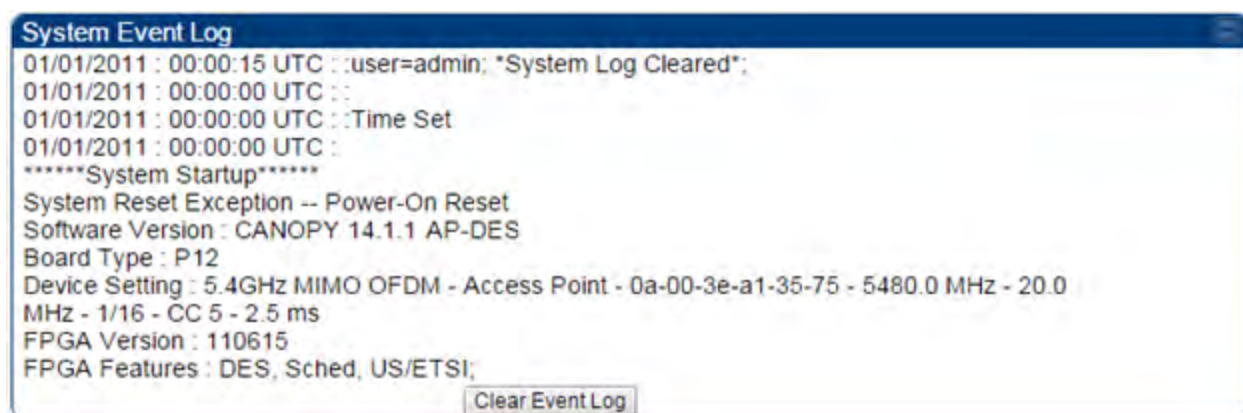 System Event Log
01/01/2011 : 00:00:15 UTC : :user=admin; *System Log Cleared*;
01/01/2011 : 00:00:00 UTC : :
01/01/2011 : 00:00:00 UTC : :Time Set
01/01/2011 : 00:00:00 UTC :
******System Startup******
System Reset Exception -- Power-On Reset
Software Version : CANOPY 14.1.1 AP-DES
Board Type : P12
Device Setting : 5.4GHz MIMO OFDM - Access Point - 0a-00-3e-a1-35-75 - 5480.0 MHz - 20.0
MHz - 1/16 - CC 5 - 2.5 ms
FPGA Version : 110615
FPGA Features : DES, Sched, US/ETSI;
Clear Event Log